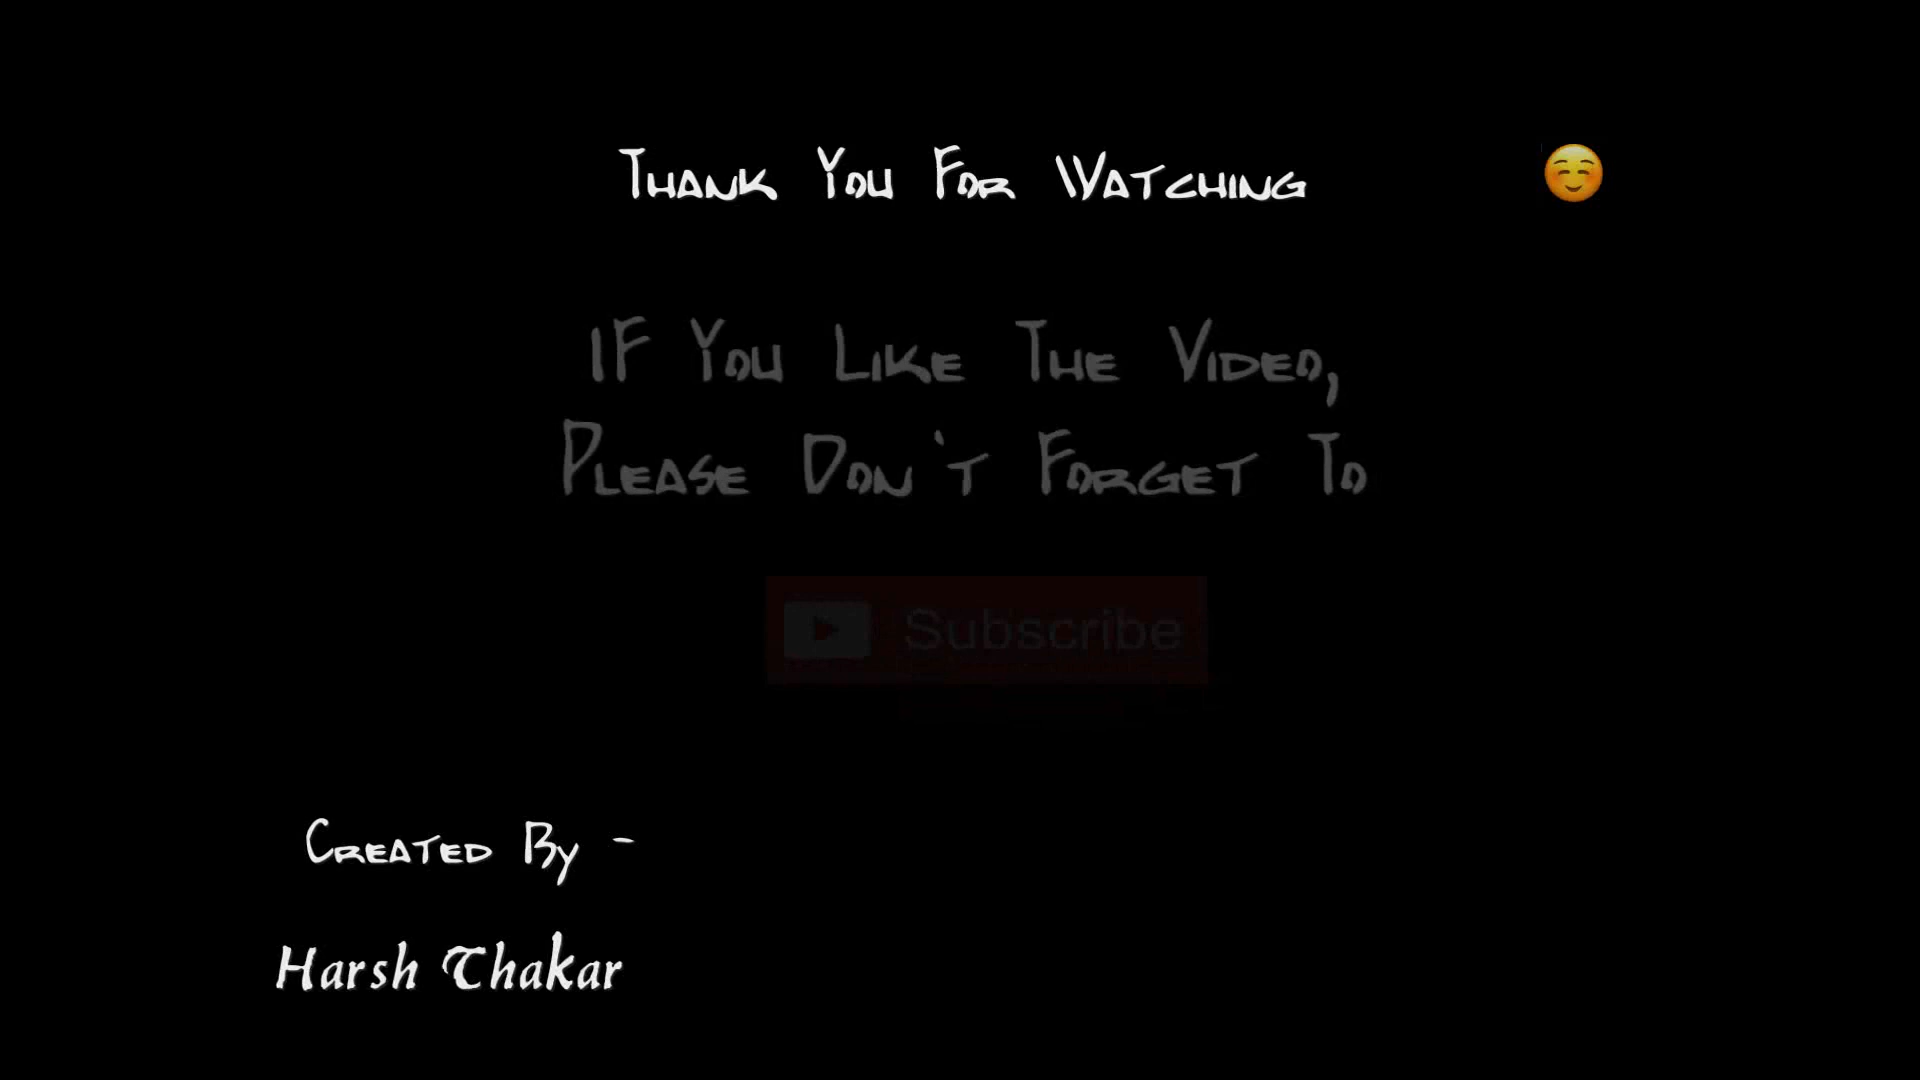 Thank You For Watching ☺️
If You Like The Video,
Please Don't Forget To
Subscribe
Created By -
Harsh Thakar